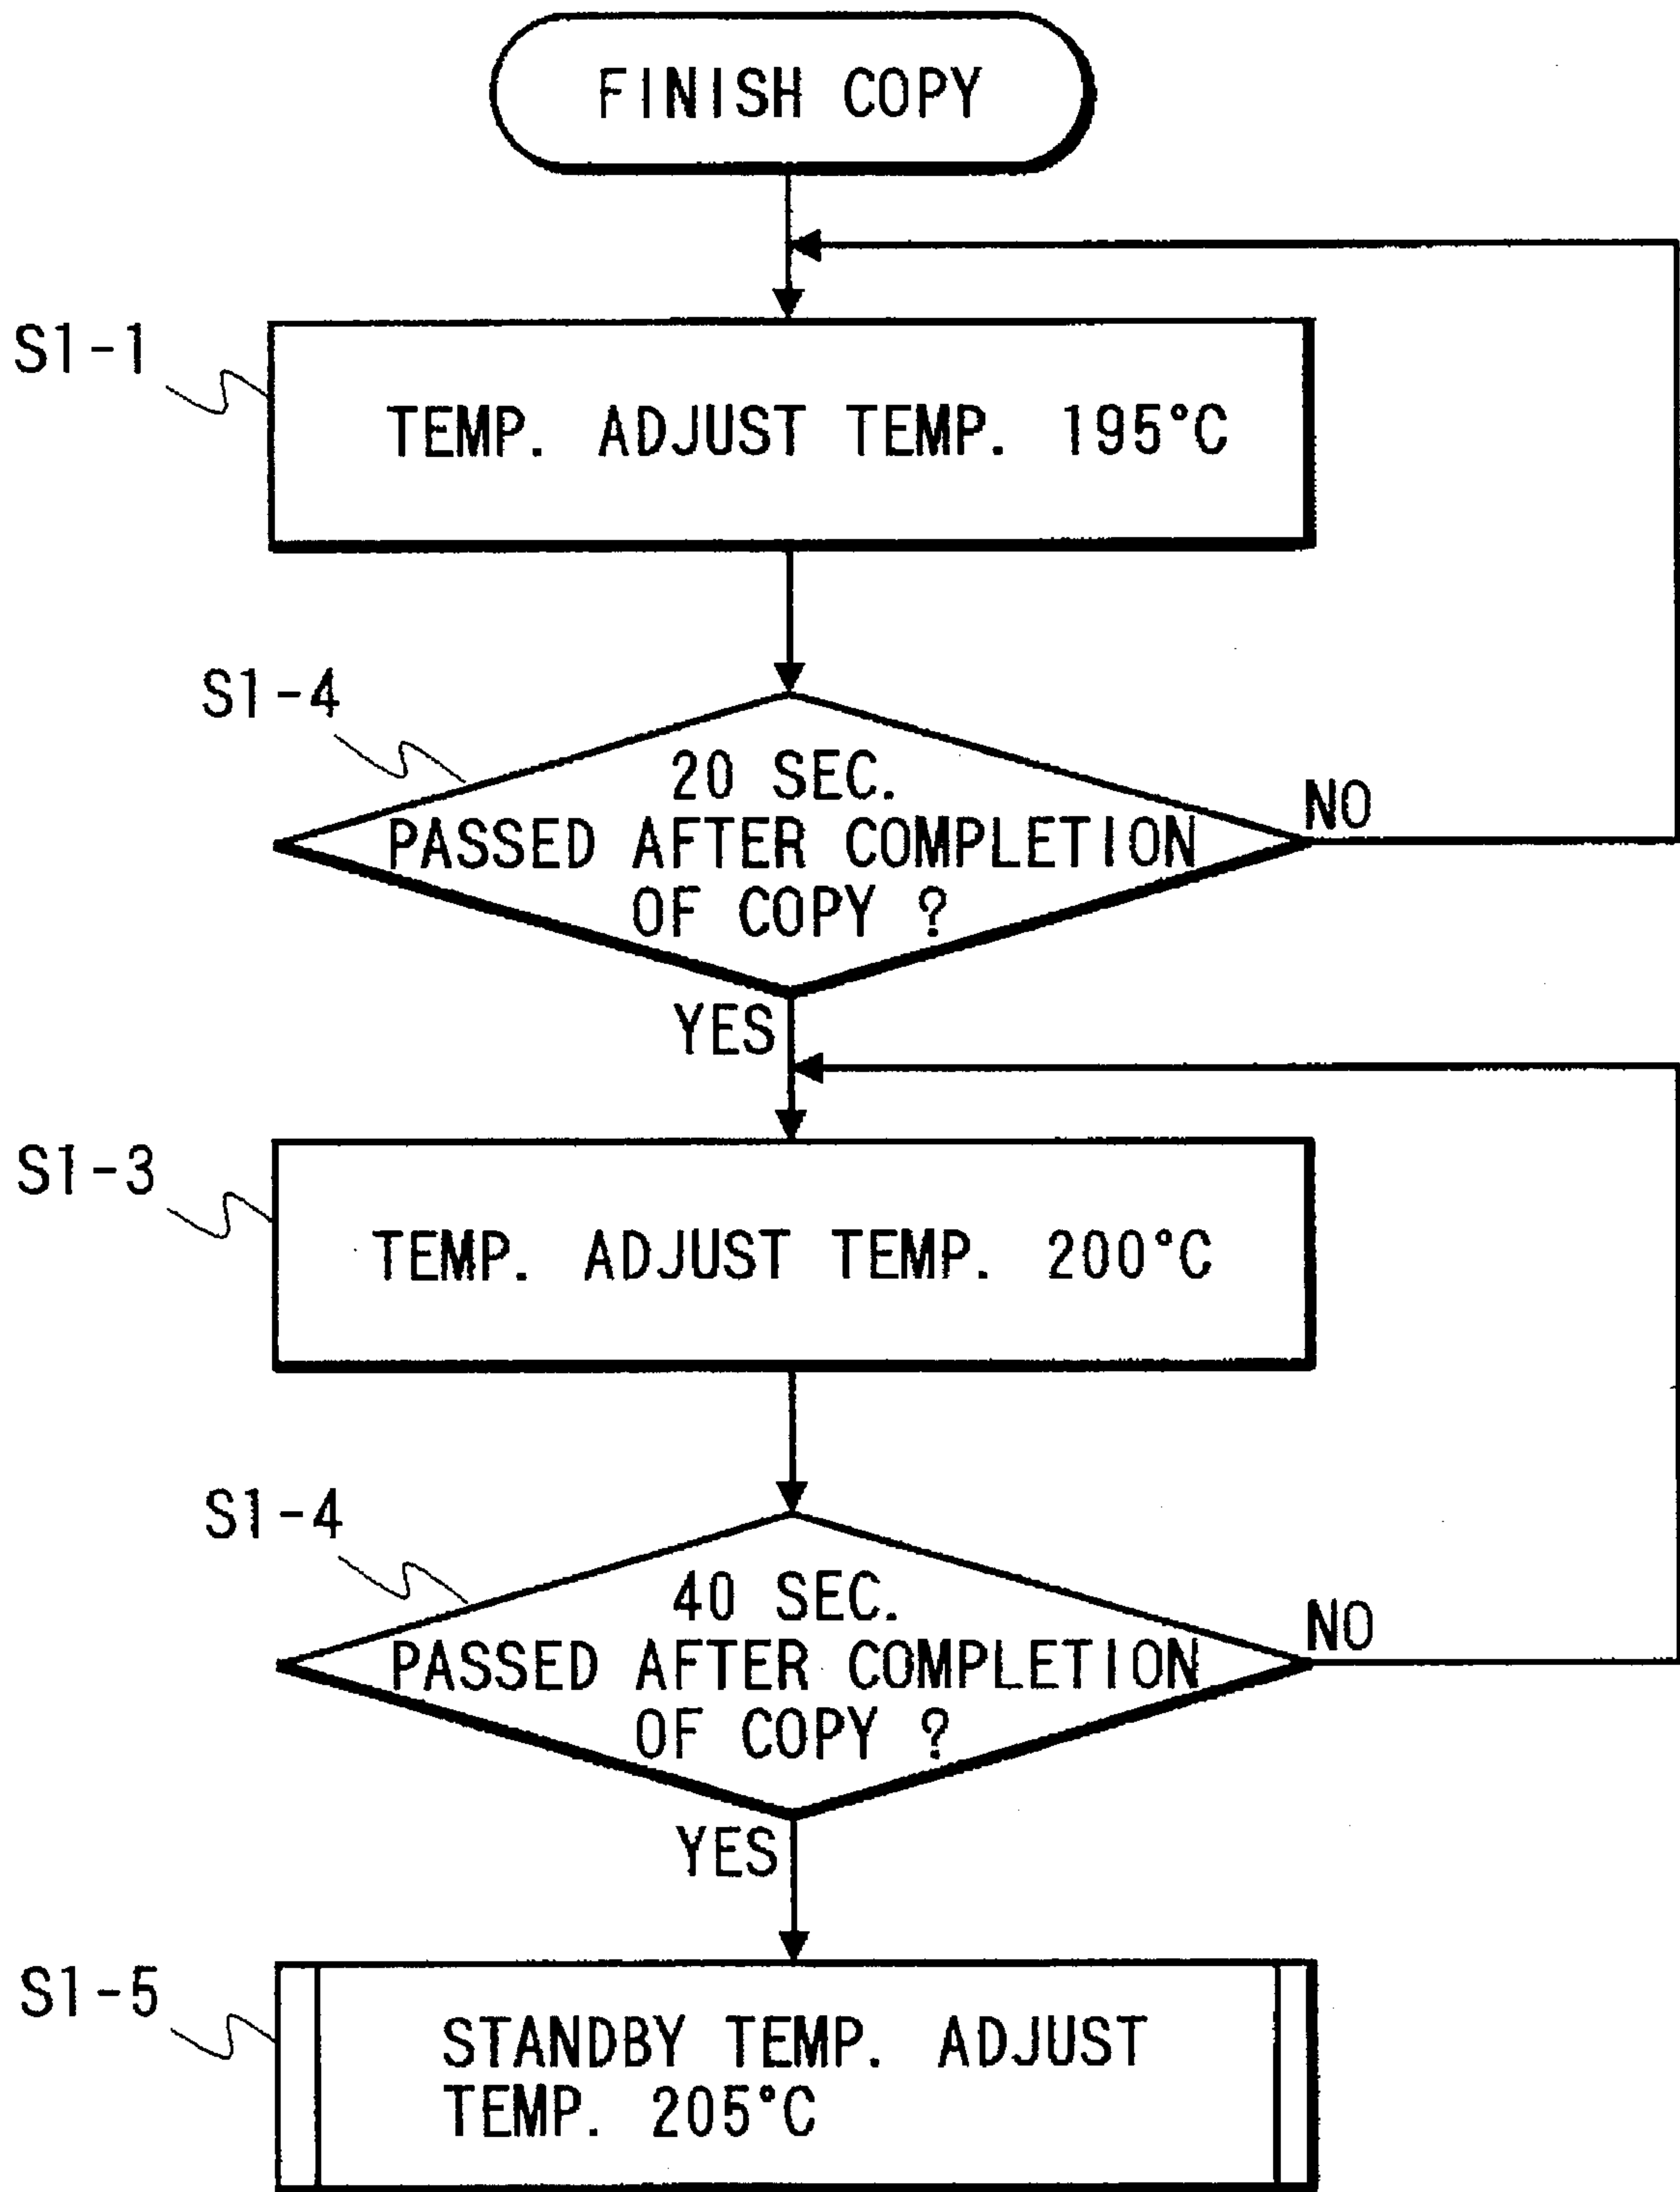 FINISH COPY
S1-1
TEMP. ADJUST TEMP. 195°C
S1-4
20 SEC.
PASSED AFTER COMPLETION
OF COPY ?
NO
YES
S1-3
TEMP. ADJUST TEMP. 200°C
S1-4
40 SEC.
PASSED AFTER COMPLETION
OF COPY ?
NO
YES
S1-5
STANDBY TEMP. ADJUST
TEMP. 205°C